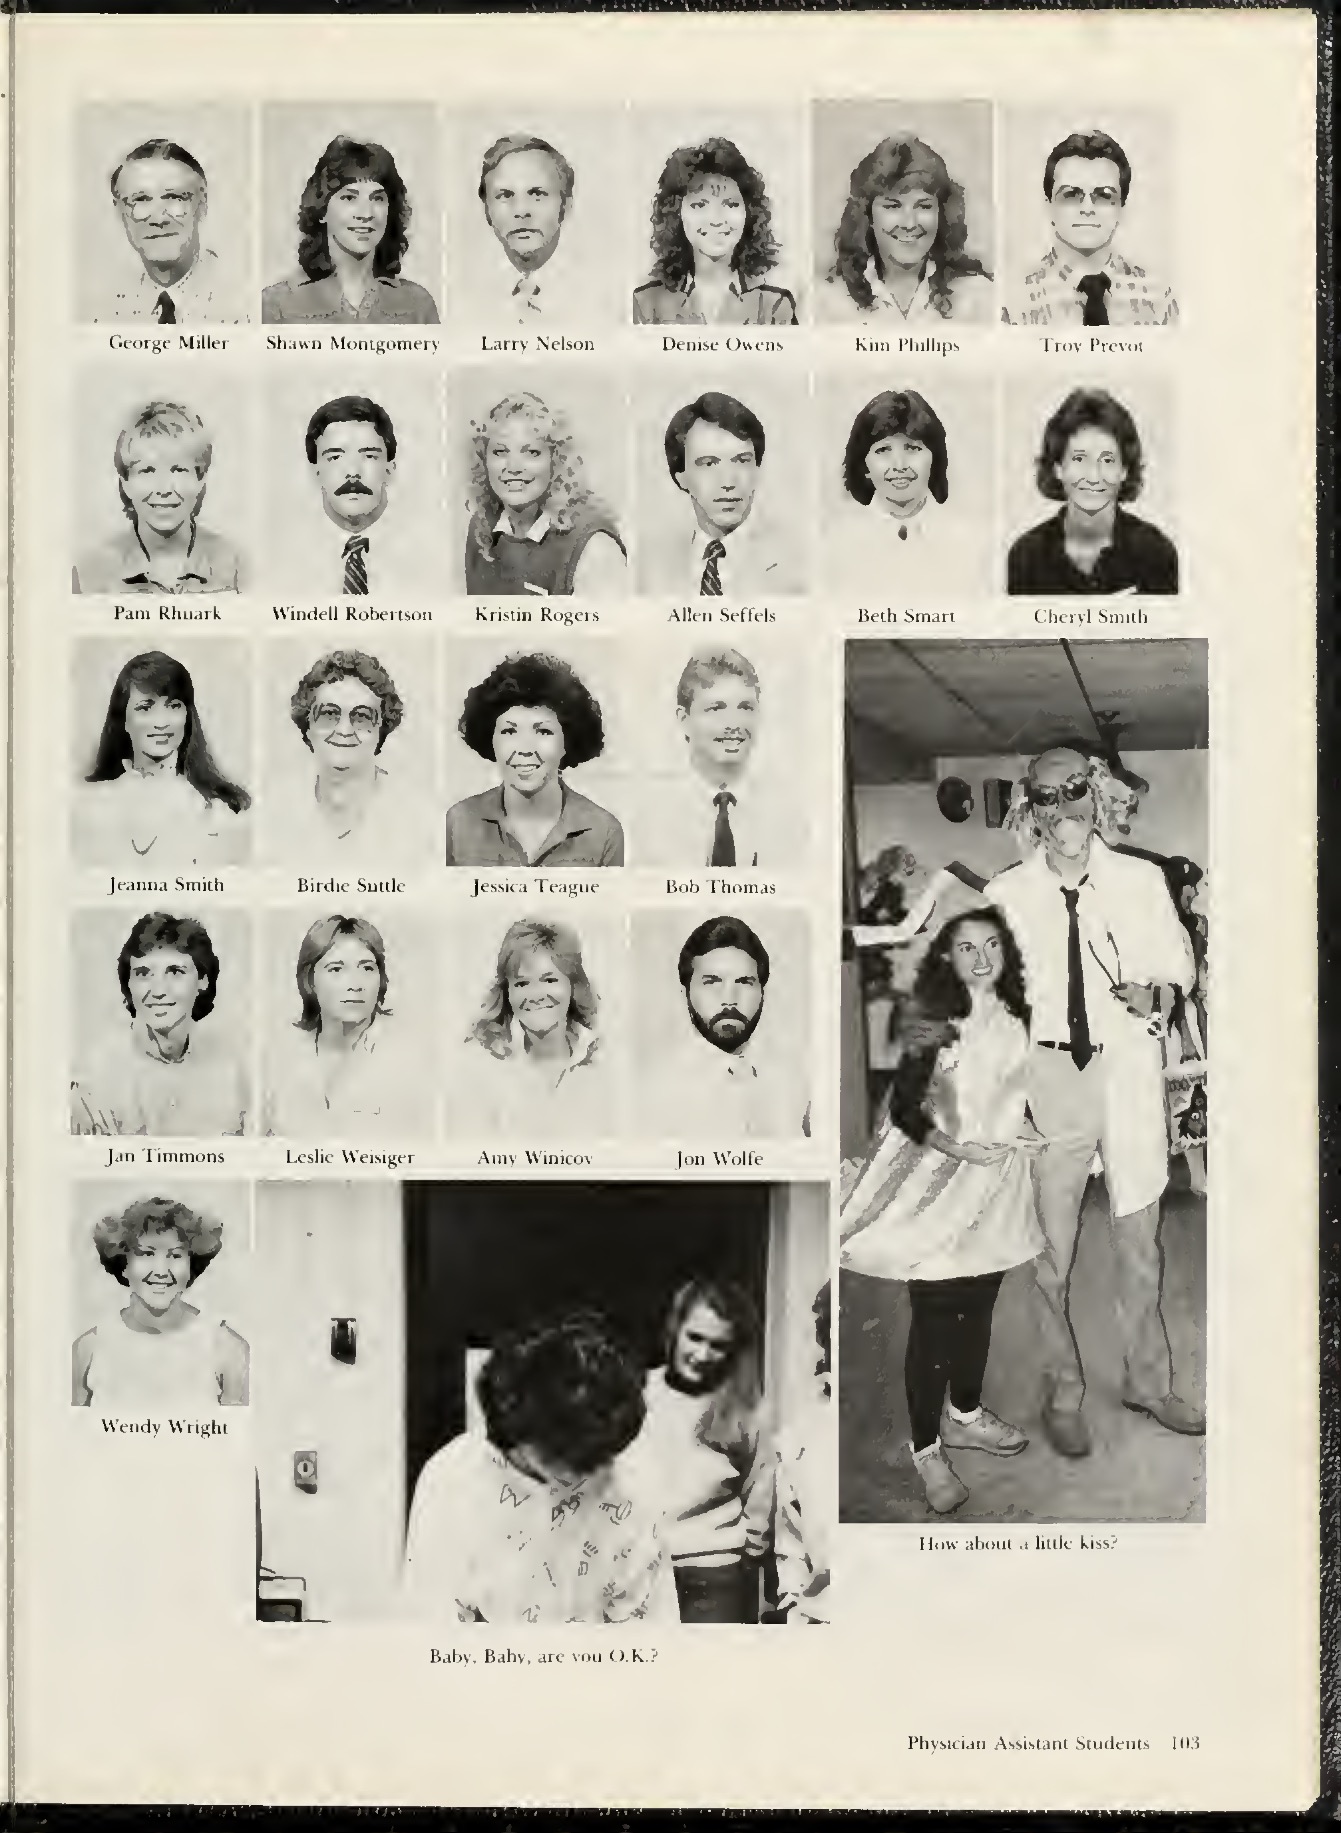 George Miller Shawn Montgomery Larry Nelson Denise Owens Kim Phillips Troy Prevot
Pam Rhuark Windell Robertson Kristin Rogers Allen Seffels Beth Smart Cheryl Smith
Jeanna Smith Birdie Suttle Jessica Teague Bob Thomas
Jan Timmons Leslie Weisiger Amy Winicov Jon Wolfe
Wendy Wright
How about a little kiss?
Baby, Baby, are you O.K.?
Physician Assistant Students 103